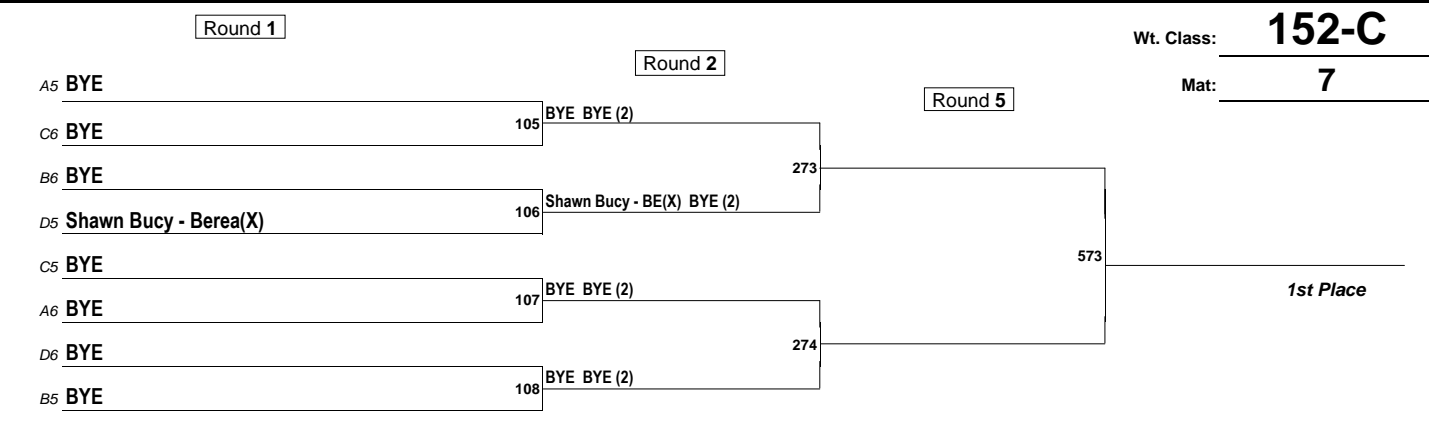 Round 1
Wt. Class: 152-C
Round 2
Mat: 7
A5 BYE
Round 5
BYE BYE (2)
105
C6 BYE
273
B6 BYE
Shawn Bucy - BE(X) BYE (2)
106
D5 Shawn Bucy - Berea(X)
573
C5 BYE
BYE BYE (2)
107
1st Place
A6 BYE
274
D6 BYE
BYE BYE (2)
108
B5 BYE